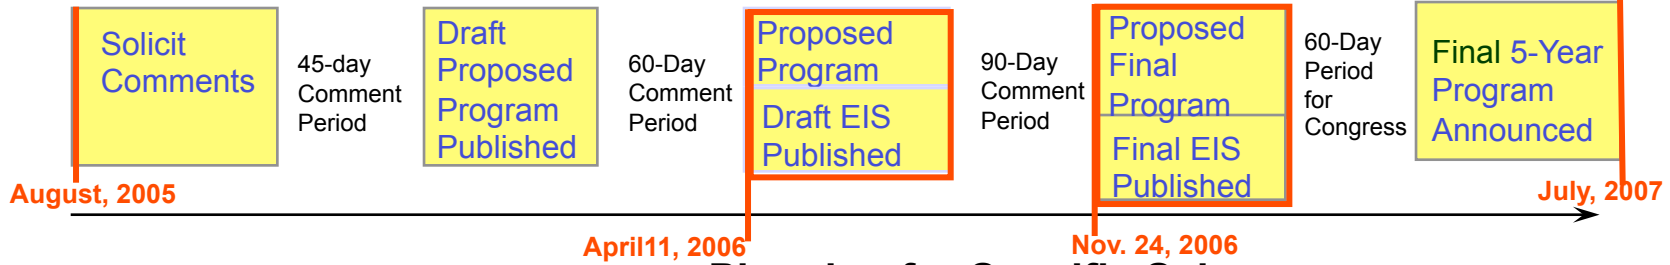 Solicit
Comments
45-day
Comment
Period
Draft
Proposed
Program
Published
60-Day
Comment
Period
Proposed
Program
Draft EIS
Published
90-Day
Comment
Period
Proposed
Final
Program
Final EIS
Published
60-Day
Period
for
Congress
Final 5-Year
Program
Announced
August, 2005
July, 2007
April11, 2006
Nov. 24, 2006